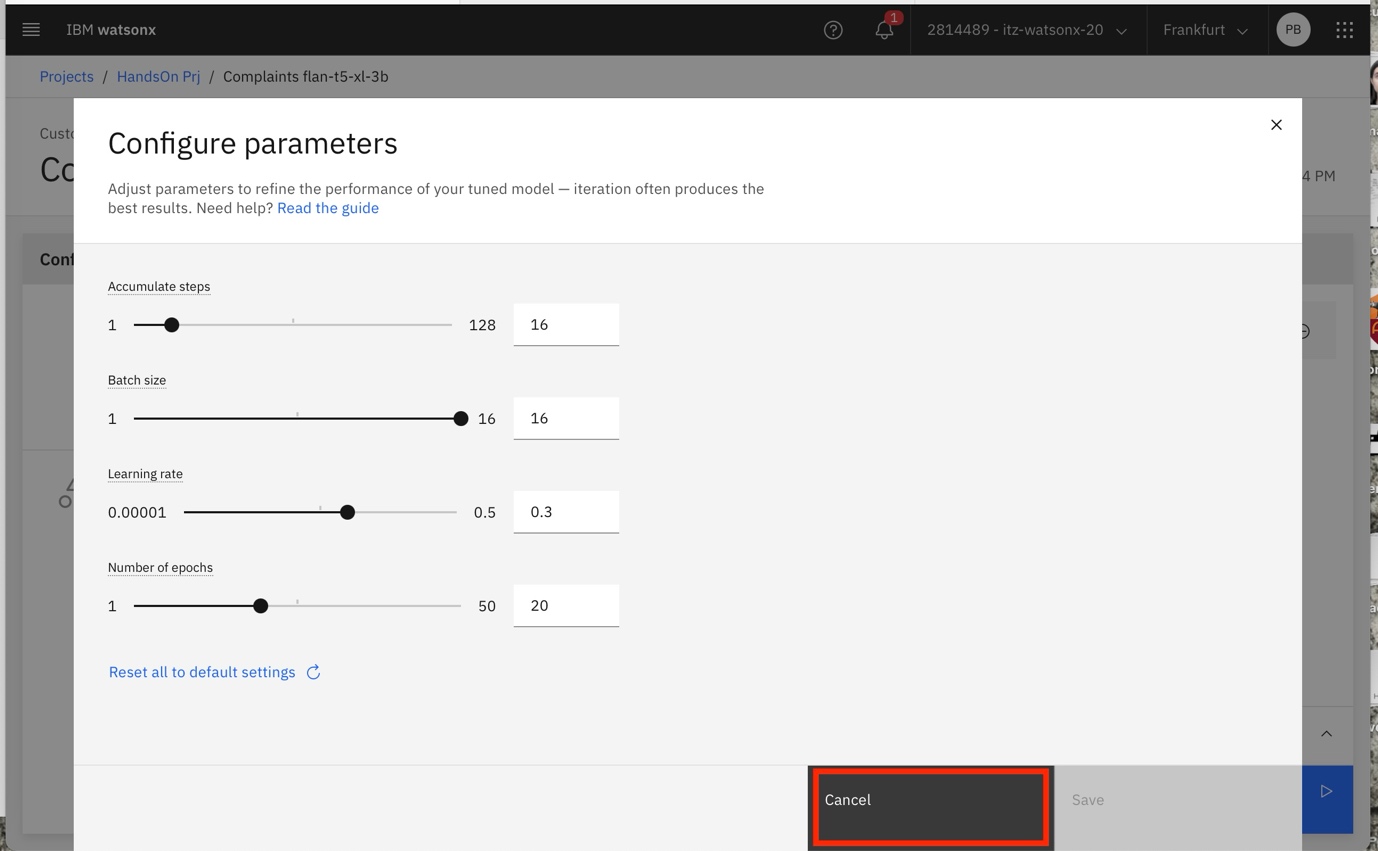 IBM watsonx
1
2814489 - itz-watsonx-20
Frankfurt
PB
Projects / HandsOn Prj / Complaints flan-t5-xl-3b
Configure parameters
Adjust parameters to refine the performance of your tuned model — iteration often produces the
best results. Need help? Read the guide
4 PM
Accumulate steps
1 128 16
Batch size
1 16 16
Learning rate
0.00001 0.5 0.3
Number of epochs
1 50 20
Reset all to default settings
Cancel
Save